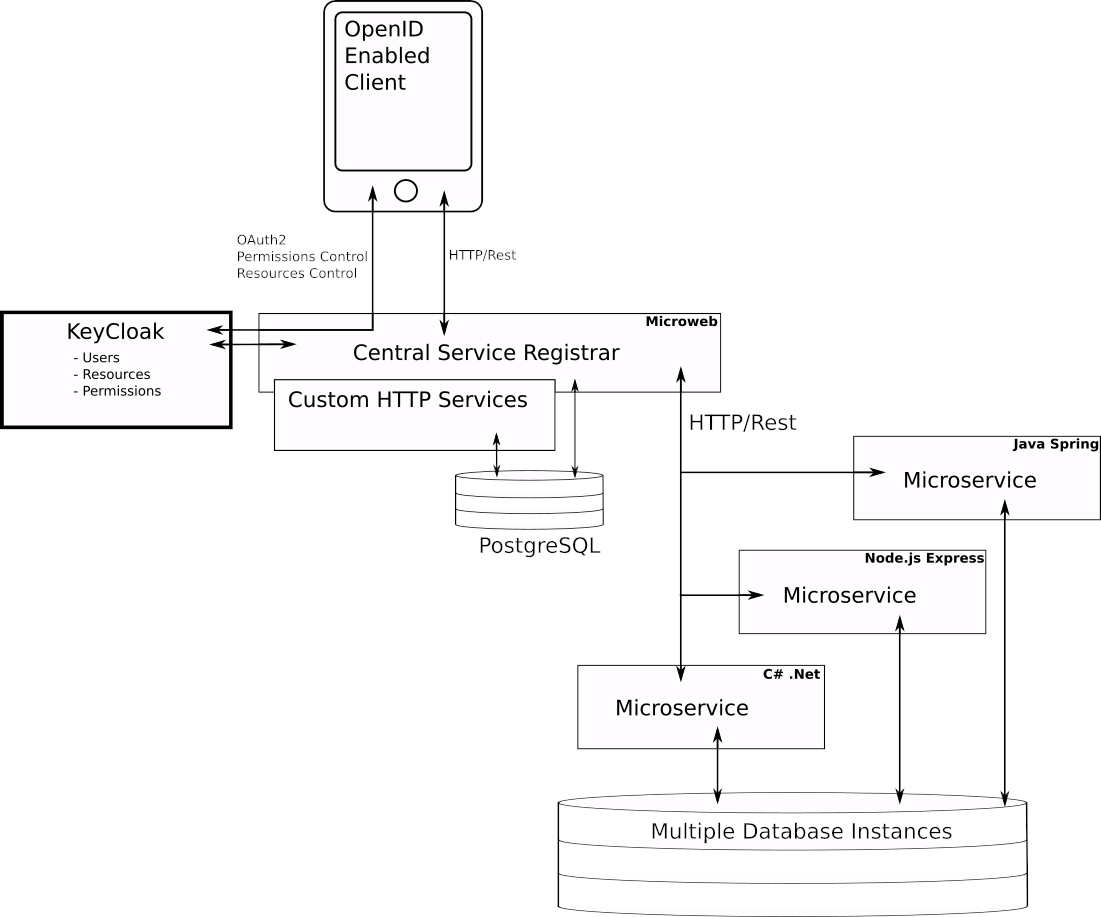 OpenID
Enabled
Client
OAuth2
Permissions Control
Resources Control
HTTP/Rest
KeyCloak
- Users
- Resources
- Permissions
Microweb
Central Service Registrar
Custom HTTP Services
HTTP/Rest
PostgreSQL
Java Spring
Microservice
Node.js Express
Microservice
C# .Net
Microservice
Multiple Database Instances